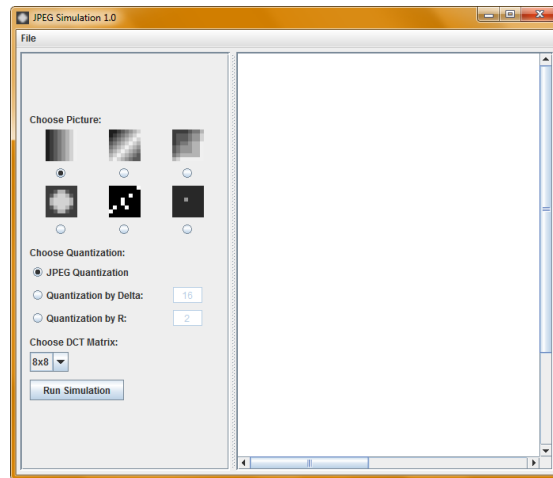 JPEG Simulation 1.0
File
Choose Picture:
Choose Quantization:
JPEG Quantization
Quantization by Delta: 16
Quantization by R: 2
Choose DCT Matrix:
8x8
Run Simulation